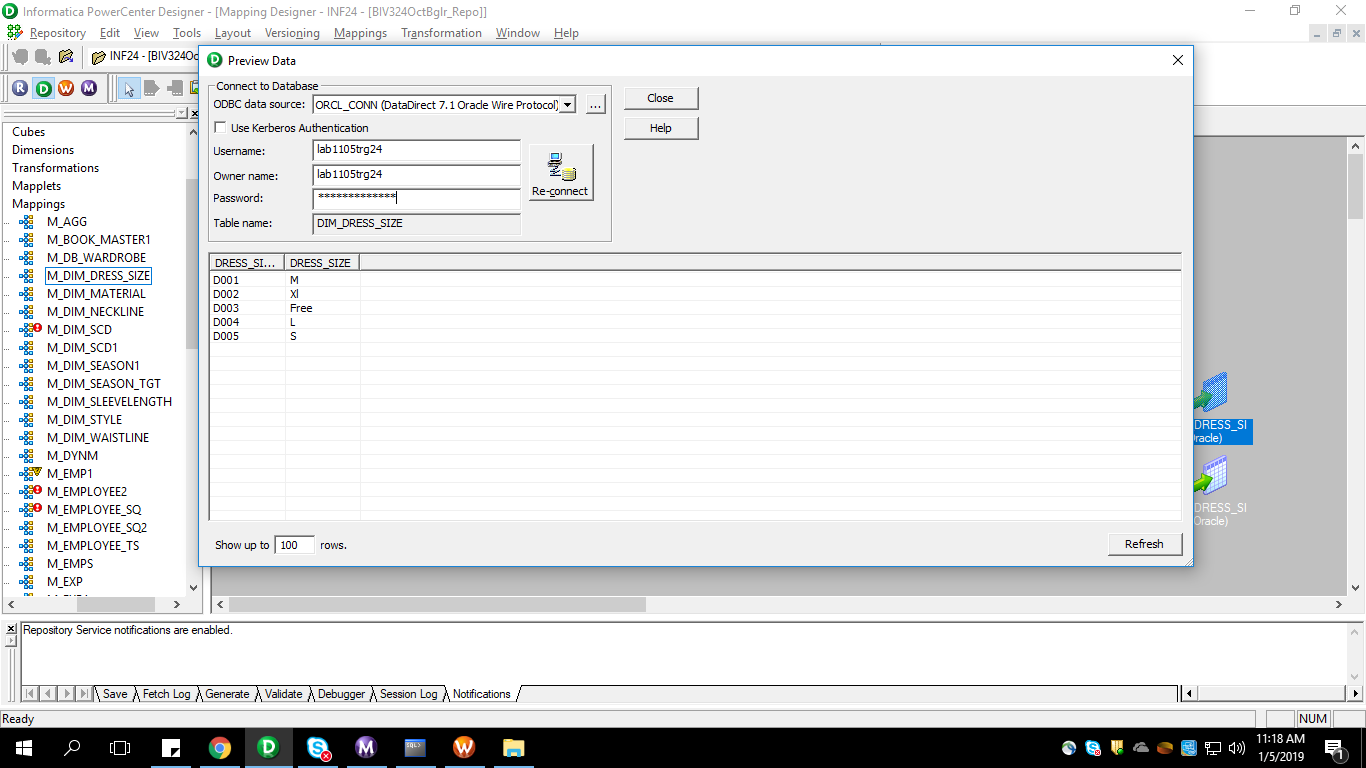 Informatica PowerCenter Designer - [Mapping Designer - INF24 - [BIV324OctBglr_Repo]]
Repository Edit View Tools Layout Versioning Mappings Transformation Window Help
INF24 - [BIV324Oct
R D W M
Cubes
Dimensions
Transformations
Mapplets
Mappings
M_AGG
M_BOOK_MASTER1
M_DB_WARDROBE
M_DIM_DRESS_SIZE
M_DIM_MATERIAL
M_DIM_NECKLINE
M_DIM_SCD
M_DIM_SCD1
M_DIM_SEASON1
M_DIM_SEASON_TGT
M_DIM_SLEEVELENGTH
M_DIM_STYLE
M_DIM_WAISTLINE
M_DYNM
M_EMP1
M_EMPLOYEE2
M_EMPLOYEE_SQ
M_EMPLOYEE_SQ2
M_EMPLOYEE_TS
M_EMPS
M_EXP
Preview Data
Connect to Database
ODBC data source: ORCL_CONN (DataDirect 7.1 Oracle Wire Protocol) ...
Use Kerberos Authentication
Username: lab1105trg24
Owner name: lab1105trg24
Password: *************
Table name: DIM_DRESS_SIZE
Re-connect
Close
Help
DRESS_SI... DRESS_SIZE
D001 M
D002 Xl
D003 Free
D004 L
D005 S
Show up to 100 rows.
Refresh
DRESS_SI
racle)
DRESS_SI
Oracle)
Repository Service notifications are enabled.
Save Fetch Log Generate Validate Debugger Session Log Notifications
Ready
NUM
11:18 AM
1/5/2019